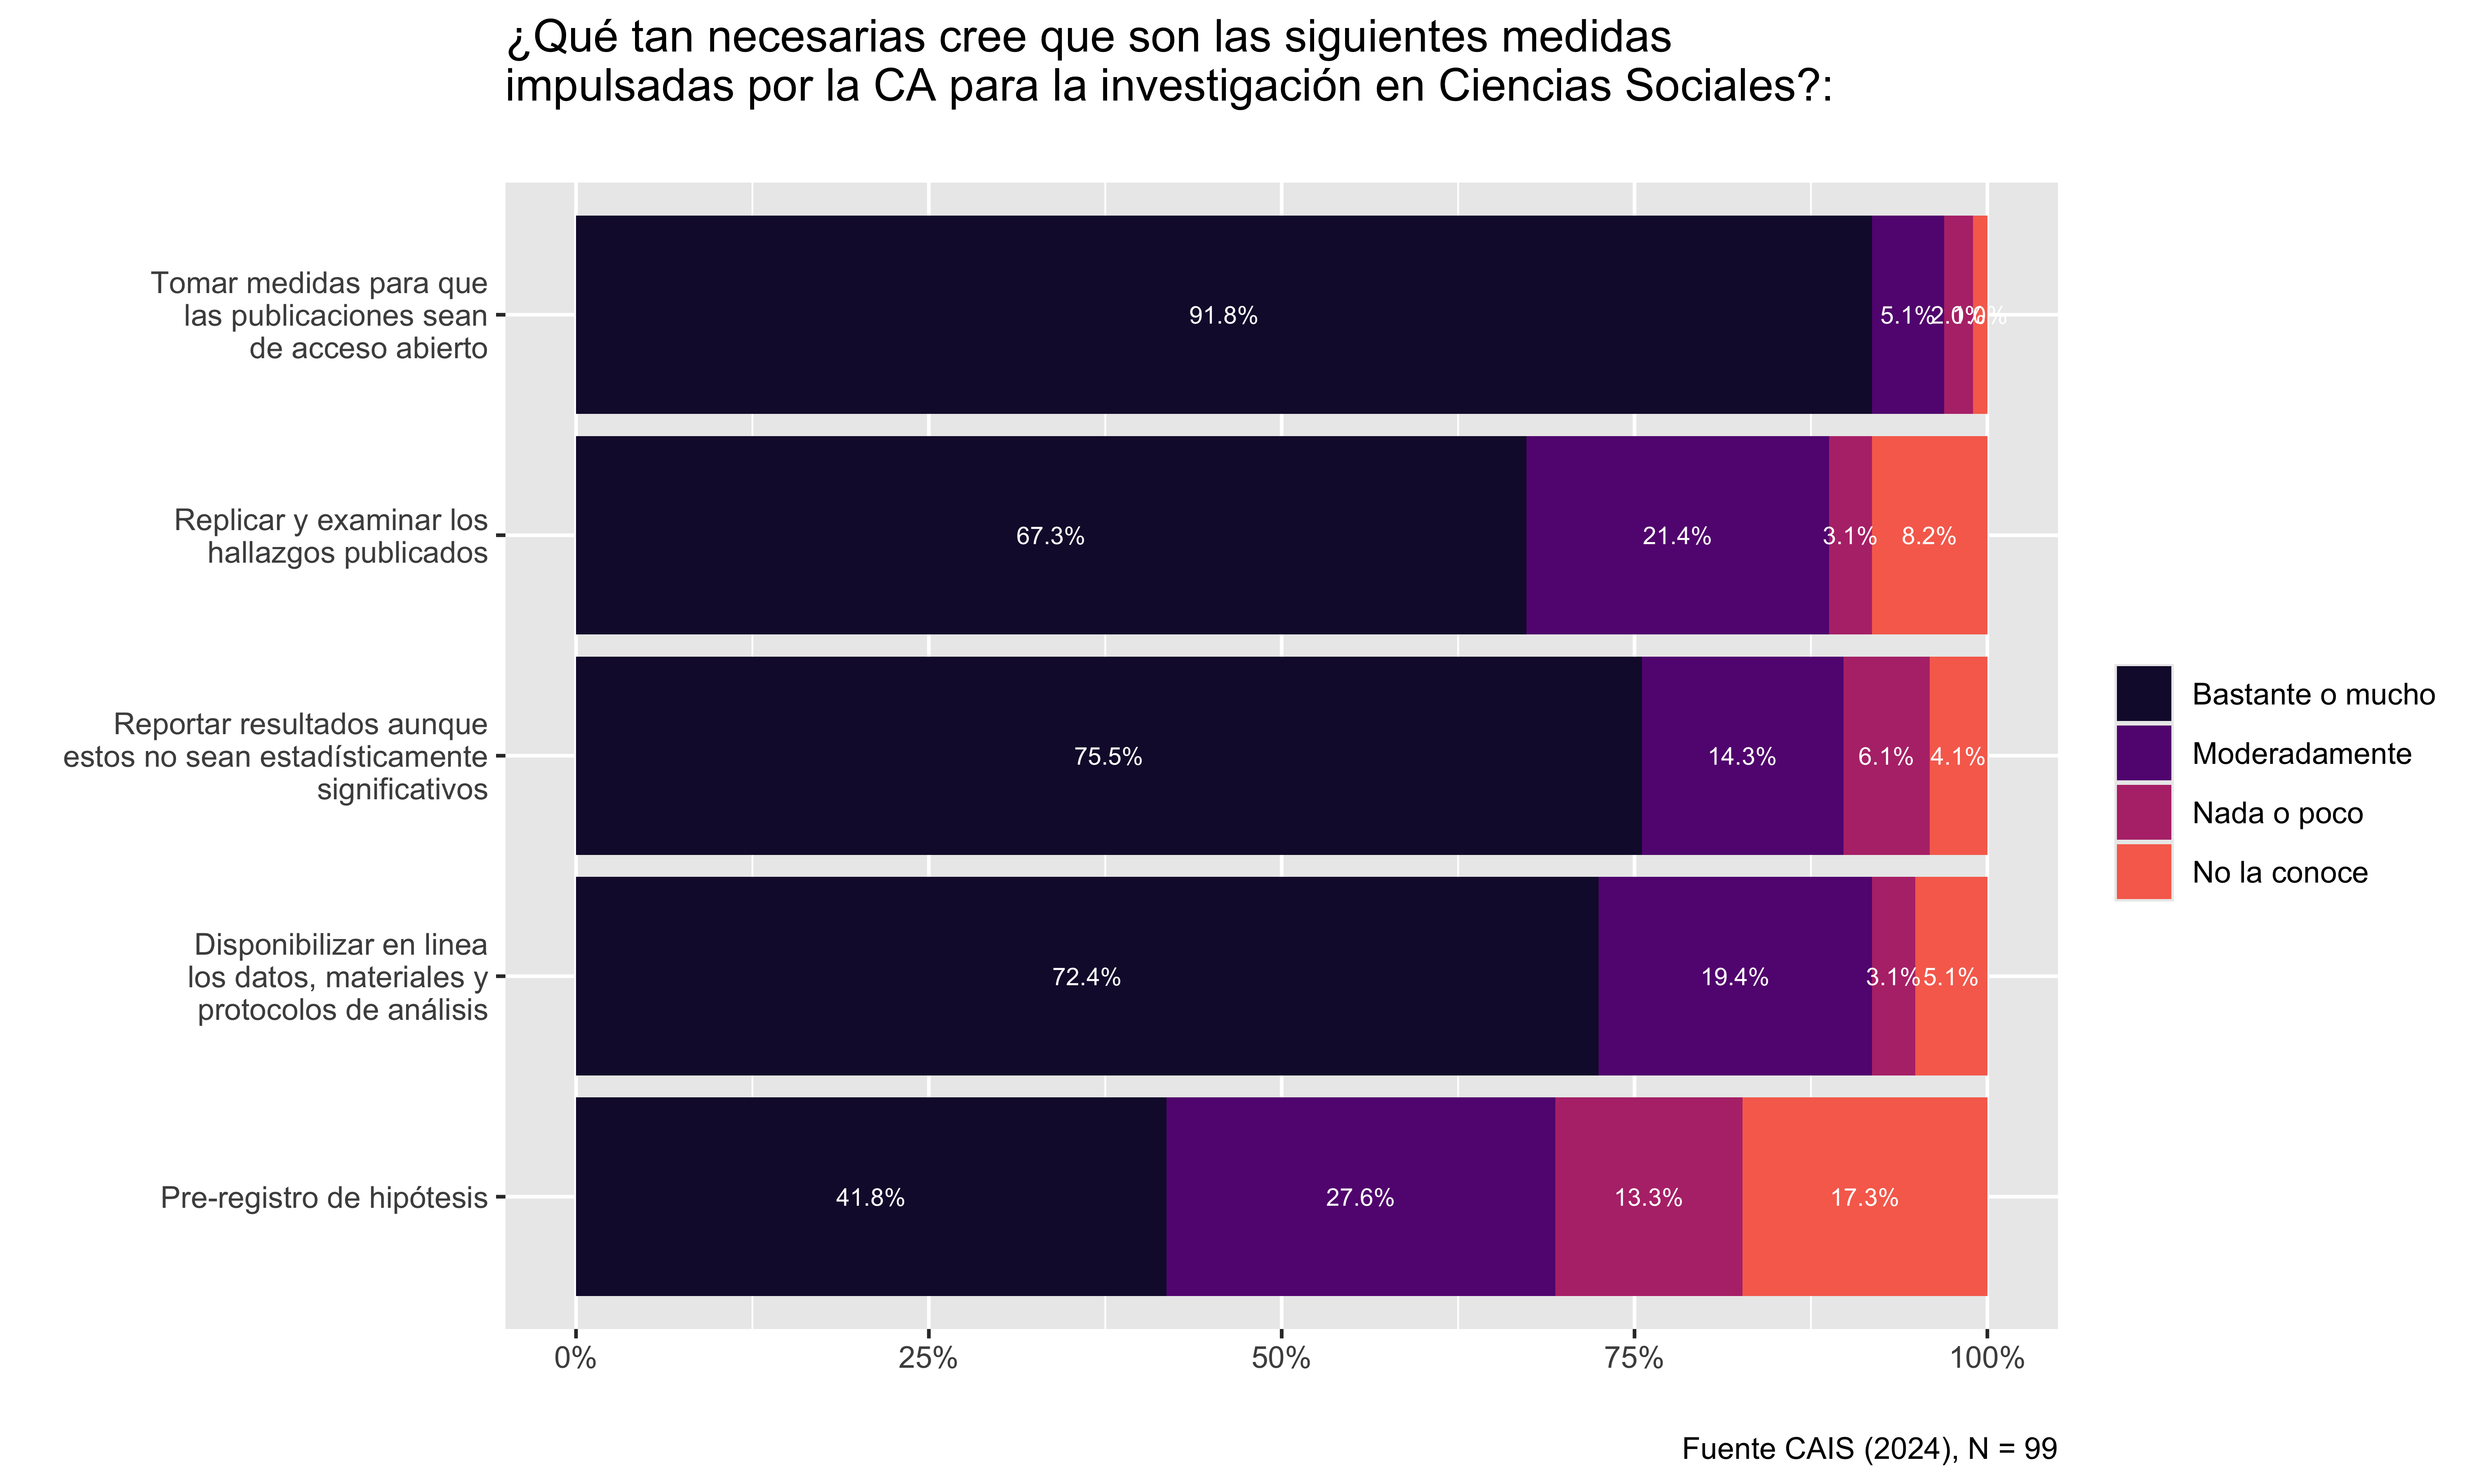 ¿Qué tan necesarias cree que son las siguientes medidas
impulsadas por la CA para la investigación en Ciencias Sociales?:
Tomar medidas para que
las publicaciones sean
de acceso abierto
91.8% 5.1% 2.0% 1.0%
Replicar y examinar los
hallazgos publicados
67.3% 21.4% 3.1% 8.2%
Reportar resultados aunque
estos no sean estadísticamente
significativos
75.5% 14.3% 6.1% 4.1%
Disponibilizar en linea
los datos, materiales y
protocolos de análisis
72.4% 19.4% 3.1% 5.1%
Pre-registro de hipótesis
41.8% 27.6% 13.3% 17.3%
0% 25% 50% 75% 100%
Bastante o mucho
Moderadamente
Nada o poco
No la conoce
Fuente CAIS (2024), N = 99